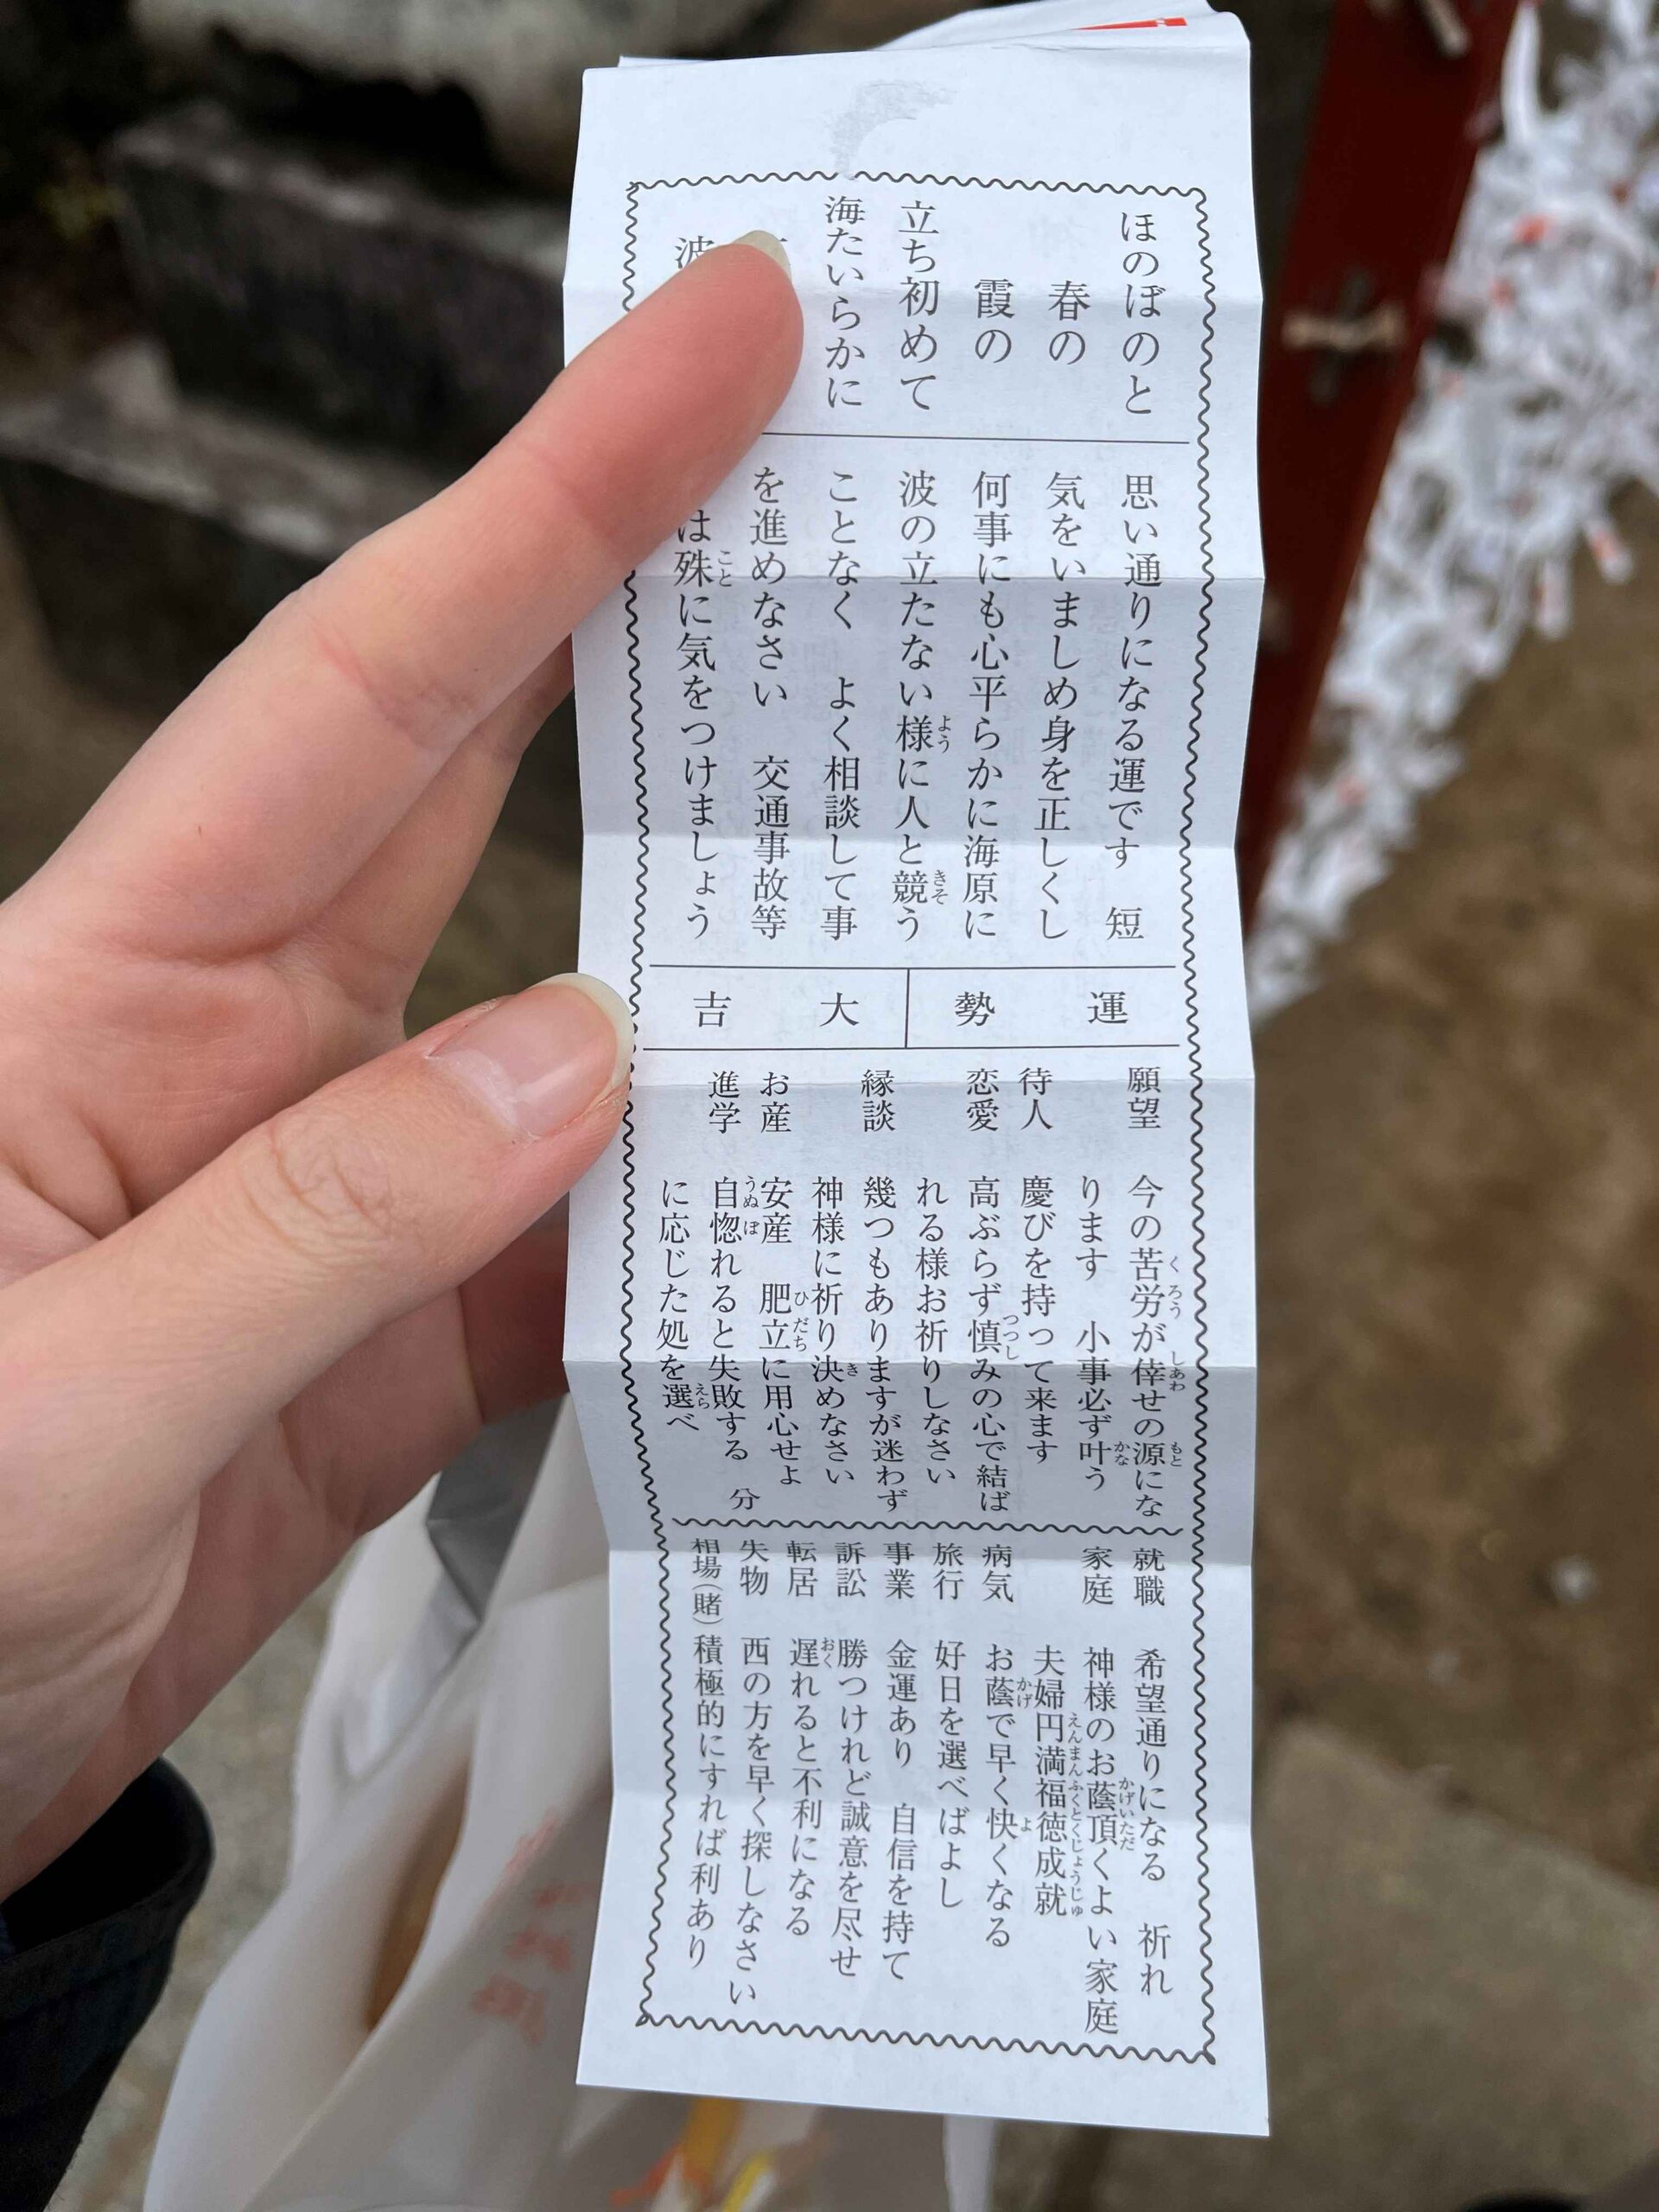 ほのぼのと
春の
霞の
立ち初めて
海たいらかに
波
思い通りになる運です 短
気をいましめ身を正しくし
何事にも心平らかに海原に
波の立たない様に人と競う
ことなく よく相談して事
を進めなさい 交通事故等
は殊に気をつけましょう
運勢 大吉
願望 今の苦労が倖せの源にな
ります 小事必ず叶う
待人 慶びを持って来ます
恋愛 高ぶらず慎みの心で結ば
れる様お祈りしなさい
縁談 幾つもありますが迷わず
神様に祈り決めなさい
お産 安産 肥立に用心せよ
進学 自惚れると失敗する 分
に応じた処を選べ
就職 希望通りになる 祈れ
家庭 神様のお蔭頂くよい家庭
夫婦円満福徳成就
病気 お蔭で早く快くなる
旅行 好日を選べばよし
事業 金運あり 自信を持て
訴訟 勝つけれど誠意を尽せ
転居 遅れると不利になる
失物 西の方を早く探しなさい
相場(賭) 積極的にすれば利あり